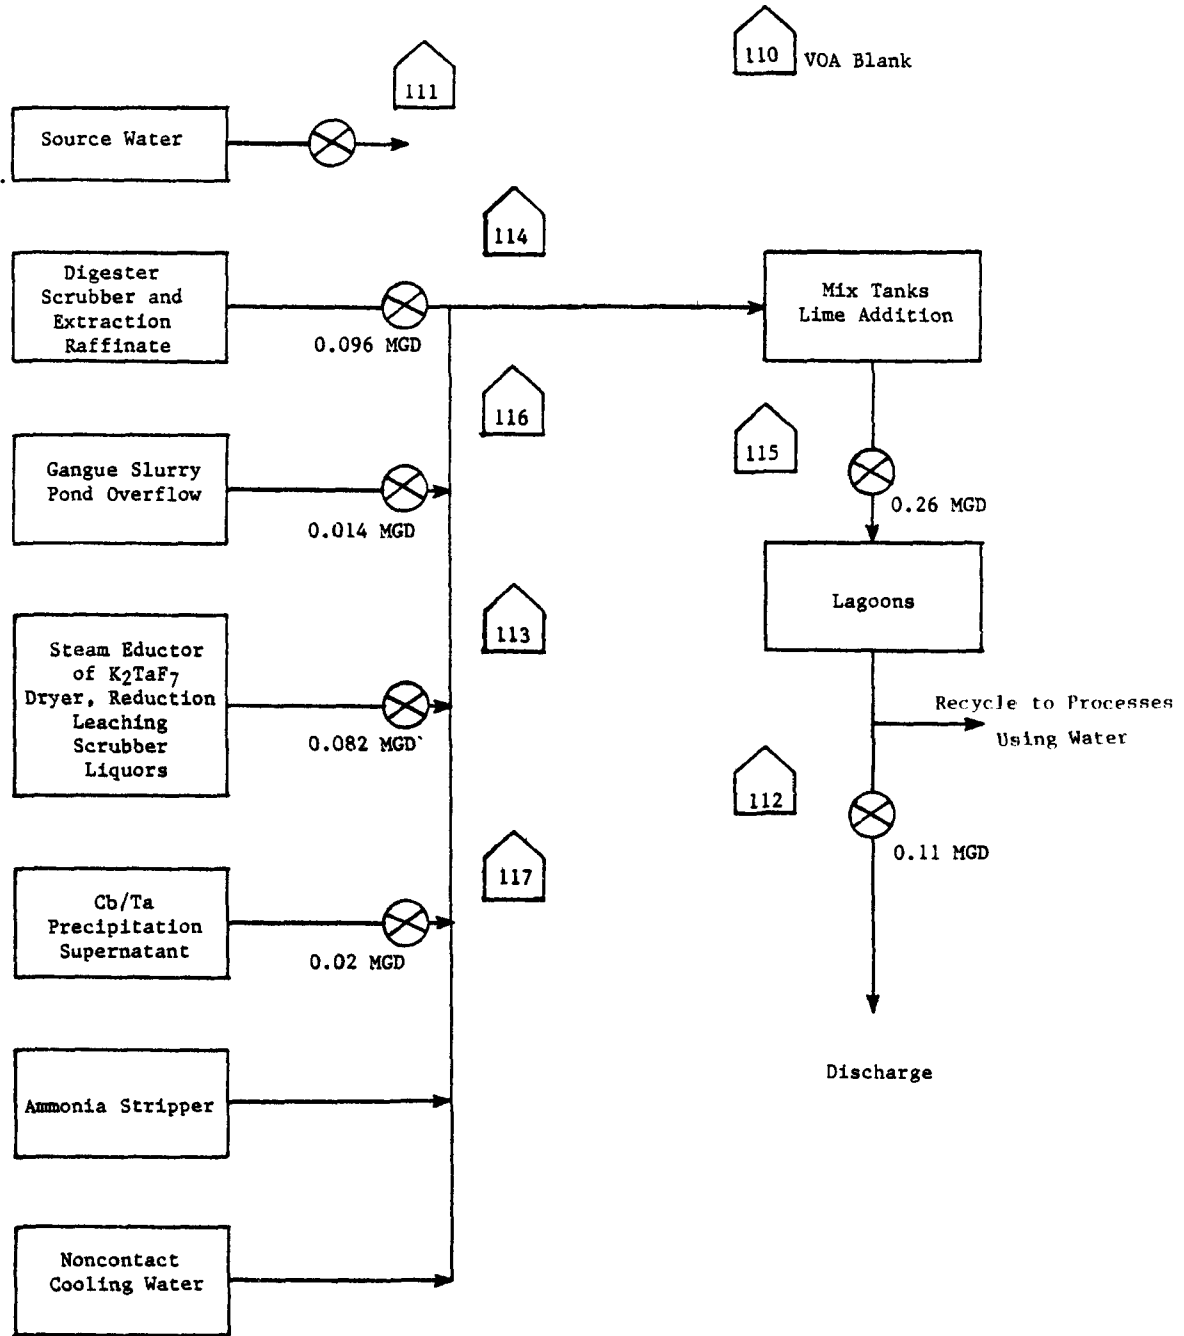 110 VOA Blank
111
Source Water
114
Digester
Scrubber and
Extraction
Raffinate
0.096 MGD
Mix Tanks
Lime Addition
116
Gangue Slurry
Pond Overflow
0.014 MGD
115
0.26 MGD
Lagoons
113
Steam Eductor
of K2TaF7
Dryer, Reduction
Leaching
Scrubber
Liquors
0.082 MGD
Recycle to Processes
Using Water
112
0.11 MGD
117
Cb/Ta
Precipitation
Supernatant
0.02 MGD
Discharge
Ammonia Stripper
Noncontact
Cooling Water